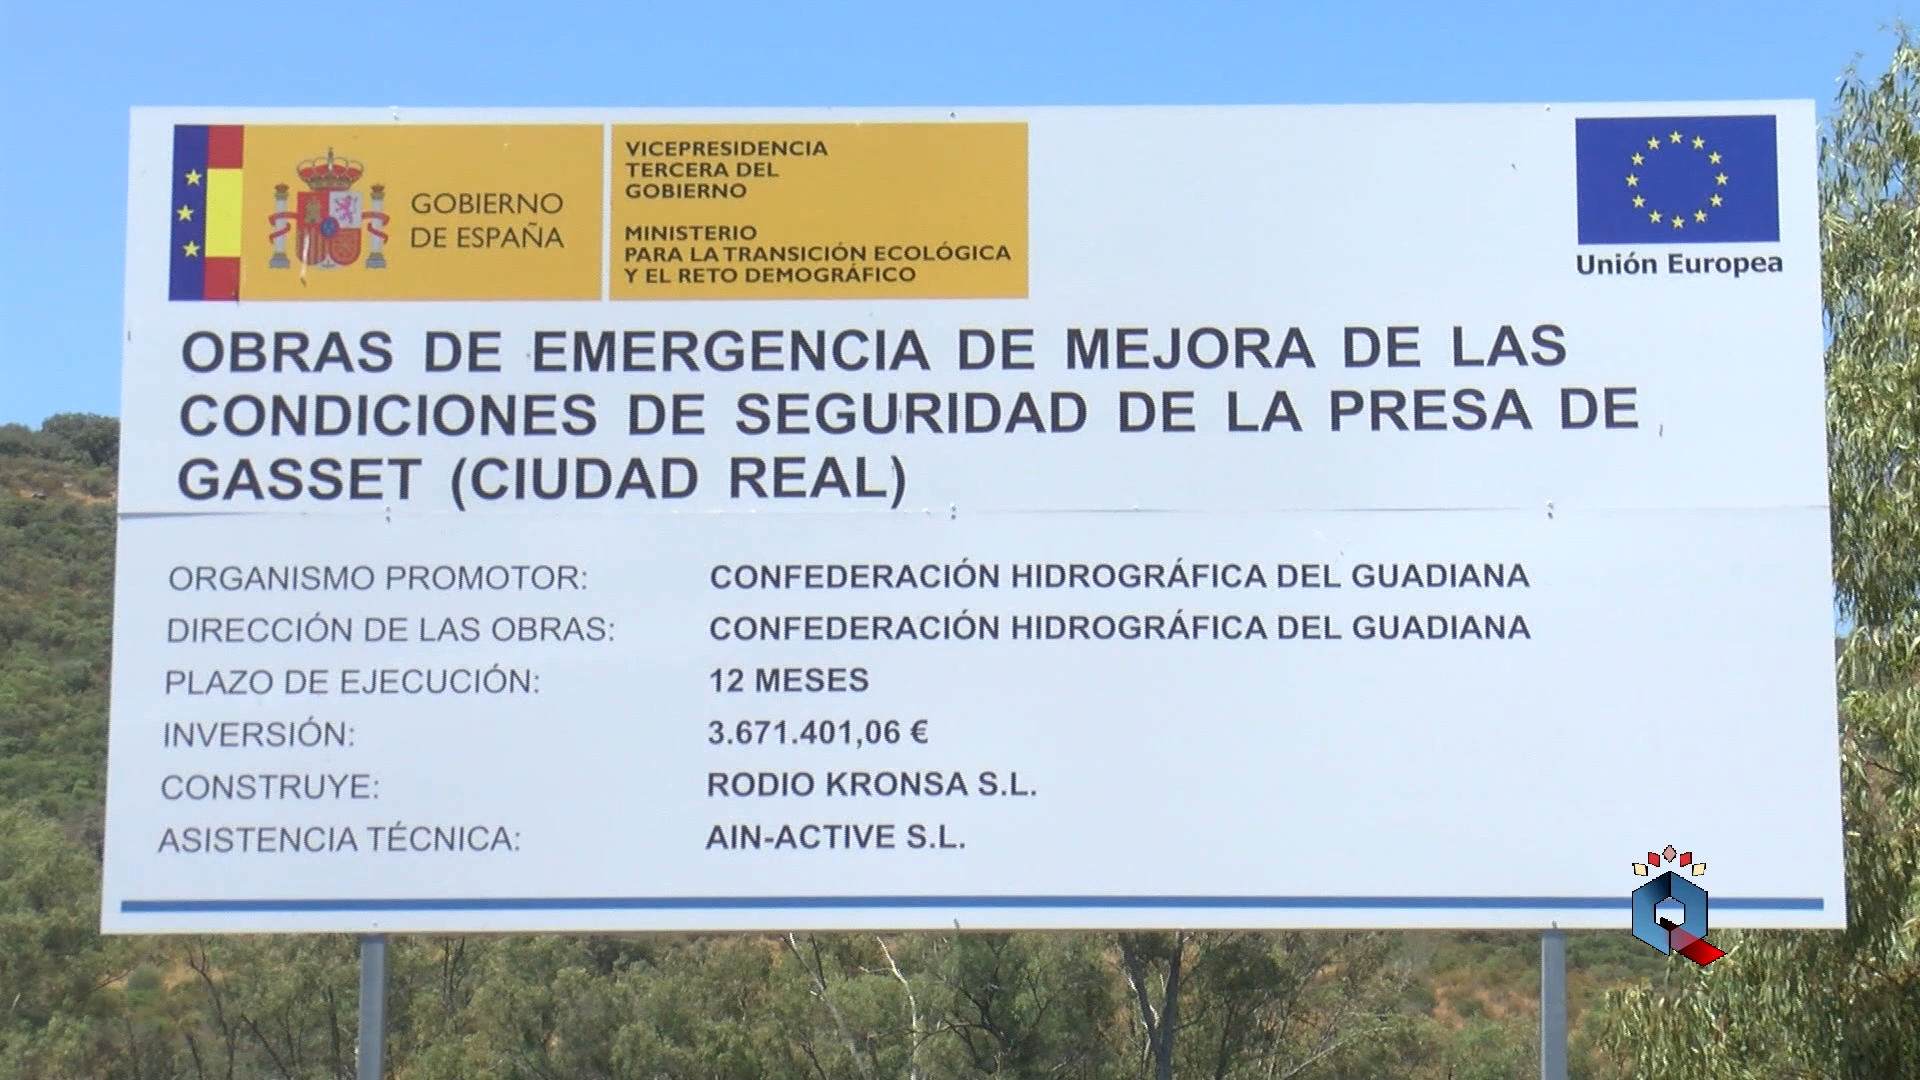 GOBIERNO
DE ESPAÑA
VICEPRESIDENCIA
TERCERA DEL
GOBIERNO
MINISTERIO
PARA LA TRANSICIÓN ECOLÓGICA
Y EL RETO DEMOGRÁFICO
Unión Europea
OBRAS DE EMERGENCIA DE MEJORA DE LAS
CONDICIONES DE SEGURIDAD DE LA PRESA DE
GASSET (CIUDAD REAL)
ORGANISMO PROMOTOR: CONFEDERACIÓN HIDROGRÁFICA DEL GUADIANA
DIRECCIÓN DE LAS OBRAS: CONFEDERACIÓN HIDROGRÁFICA DEL GUADIANA
PLAZO DE EJECUCIÓN: 12 MESES
INVERSIÓN: 3.671.401,06 €
CONSTRUYE: RODIO KRONSA S.L.
ASISTENCIA TÉCNICA: AIN-ACTIVE S.L.